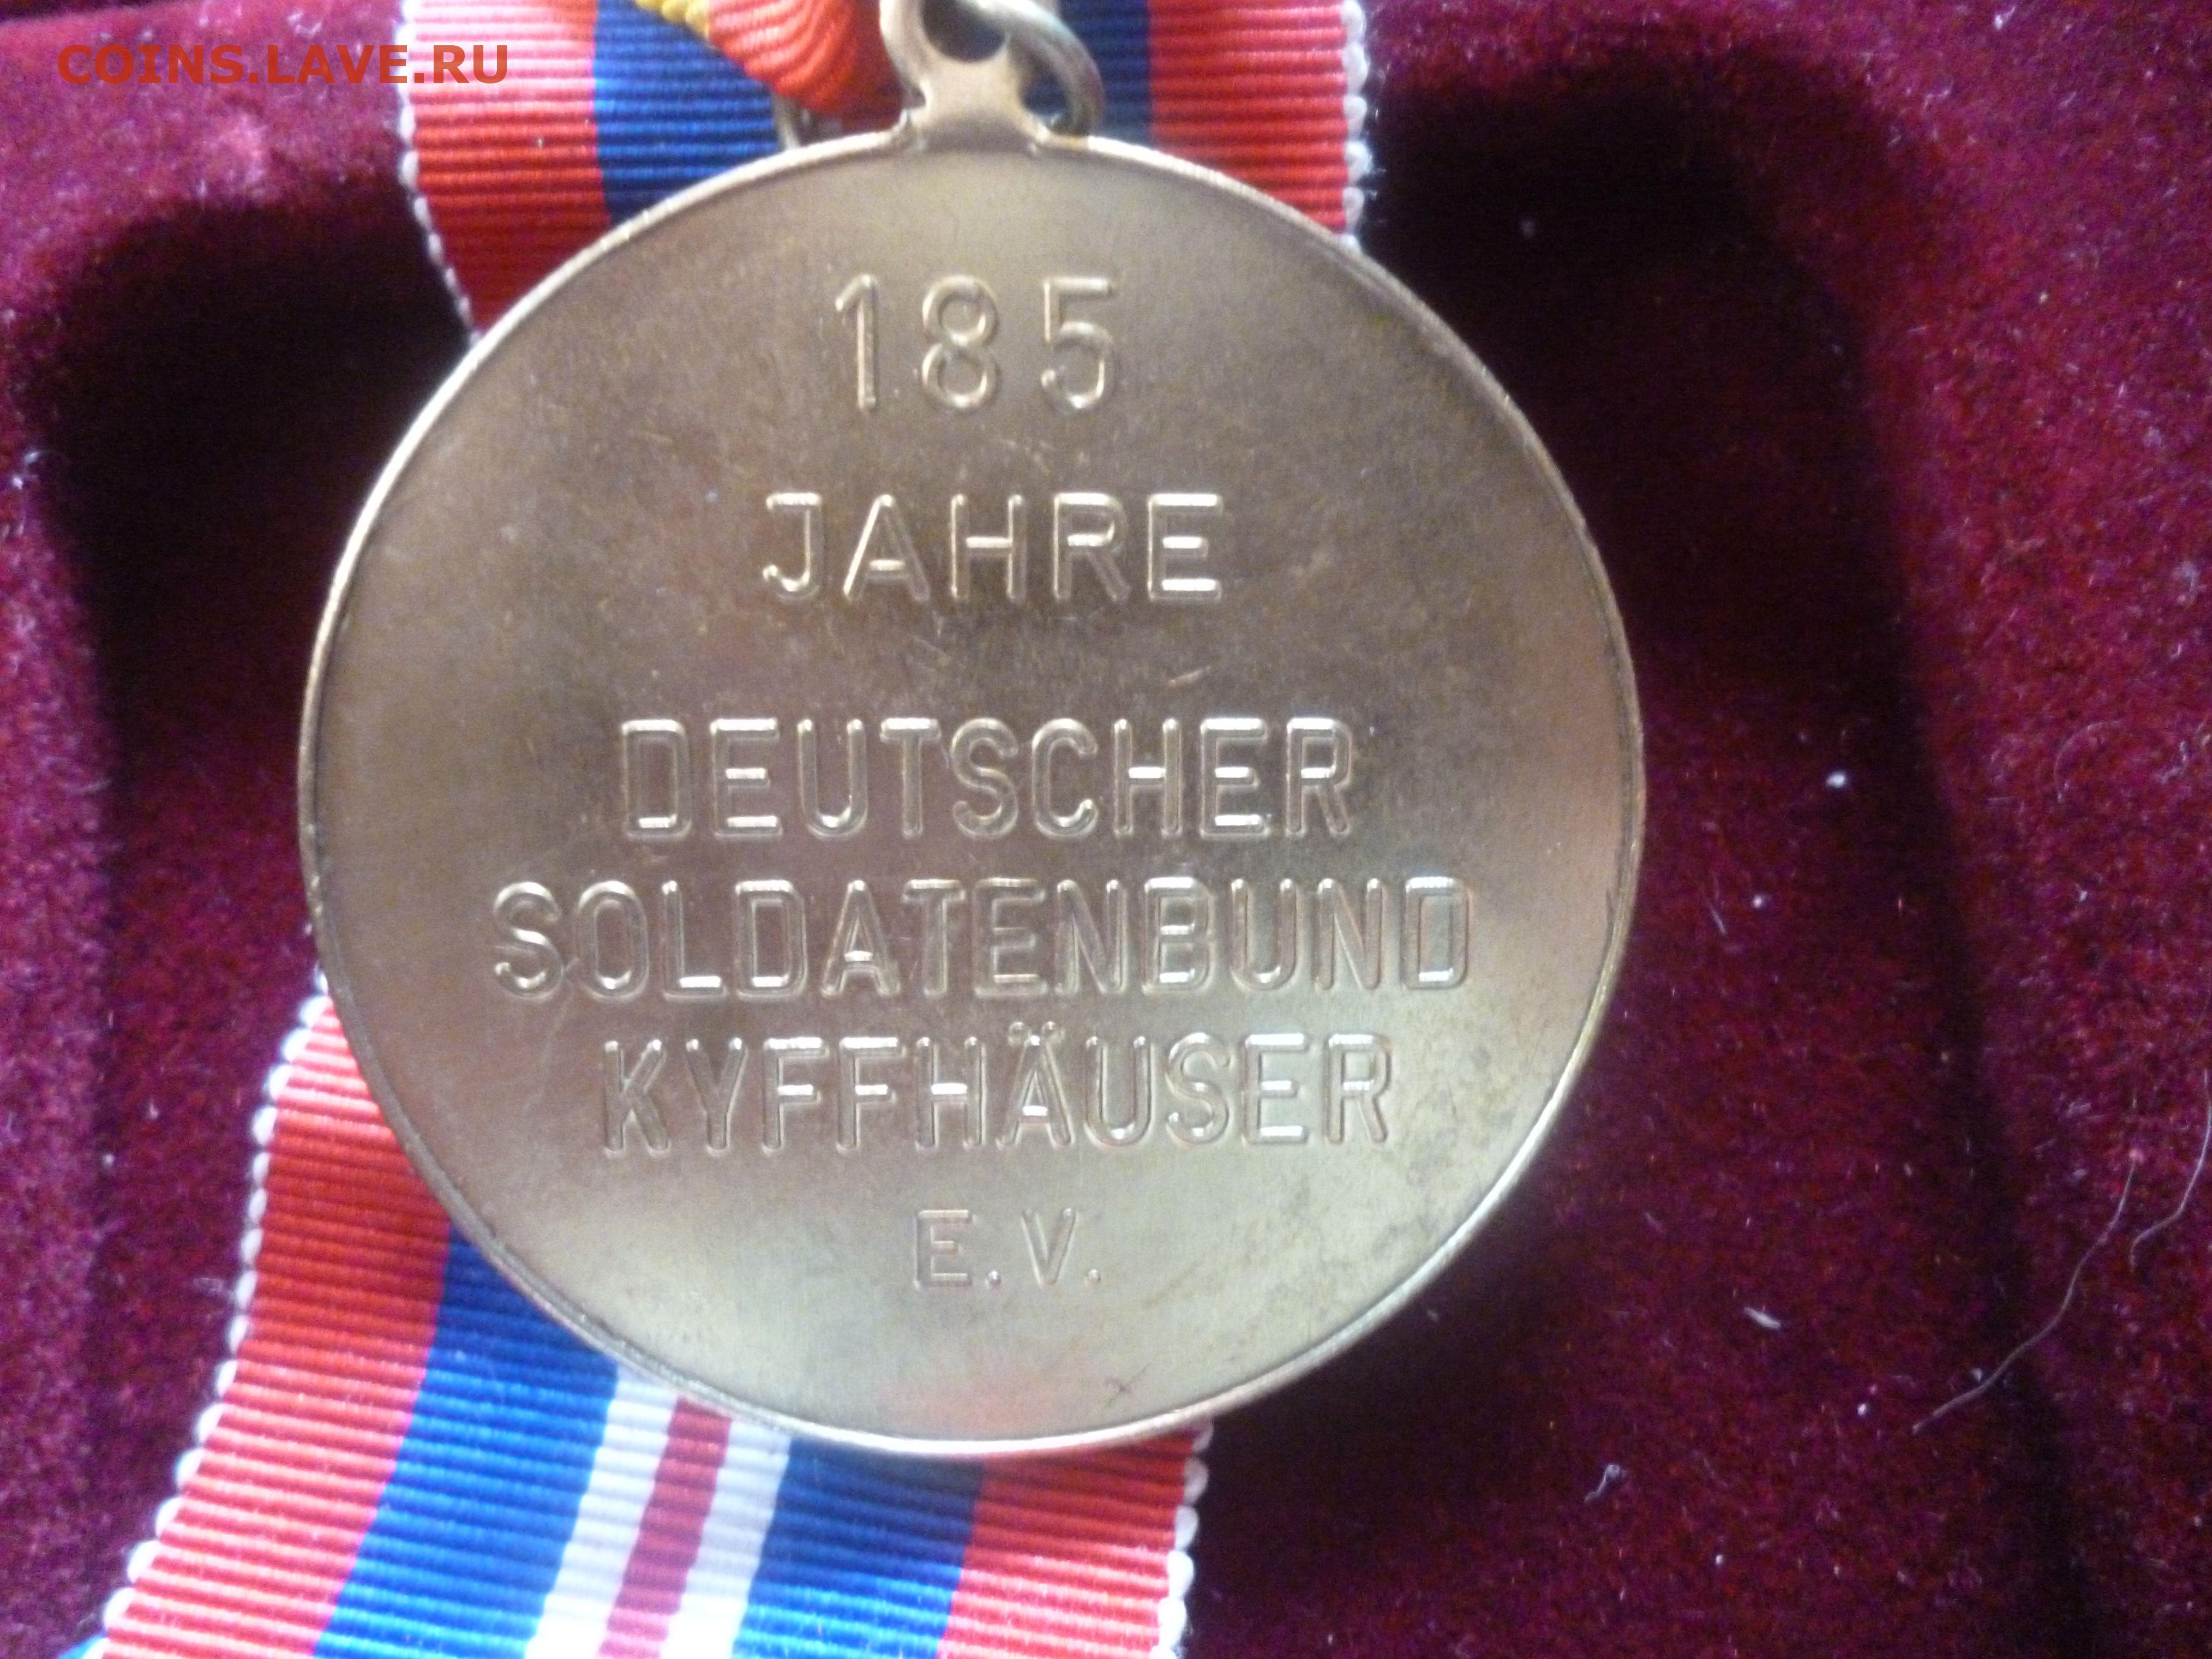 COINS.LAVE.RU
185
JAHRE
DEUTSCHER
SOLDATENBUND
KYFFHÄUSER
E.V.